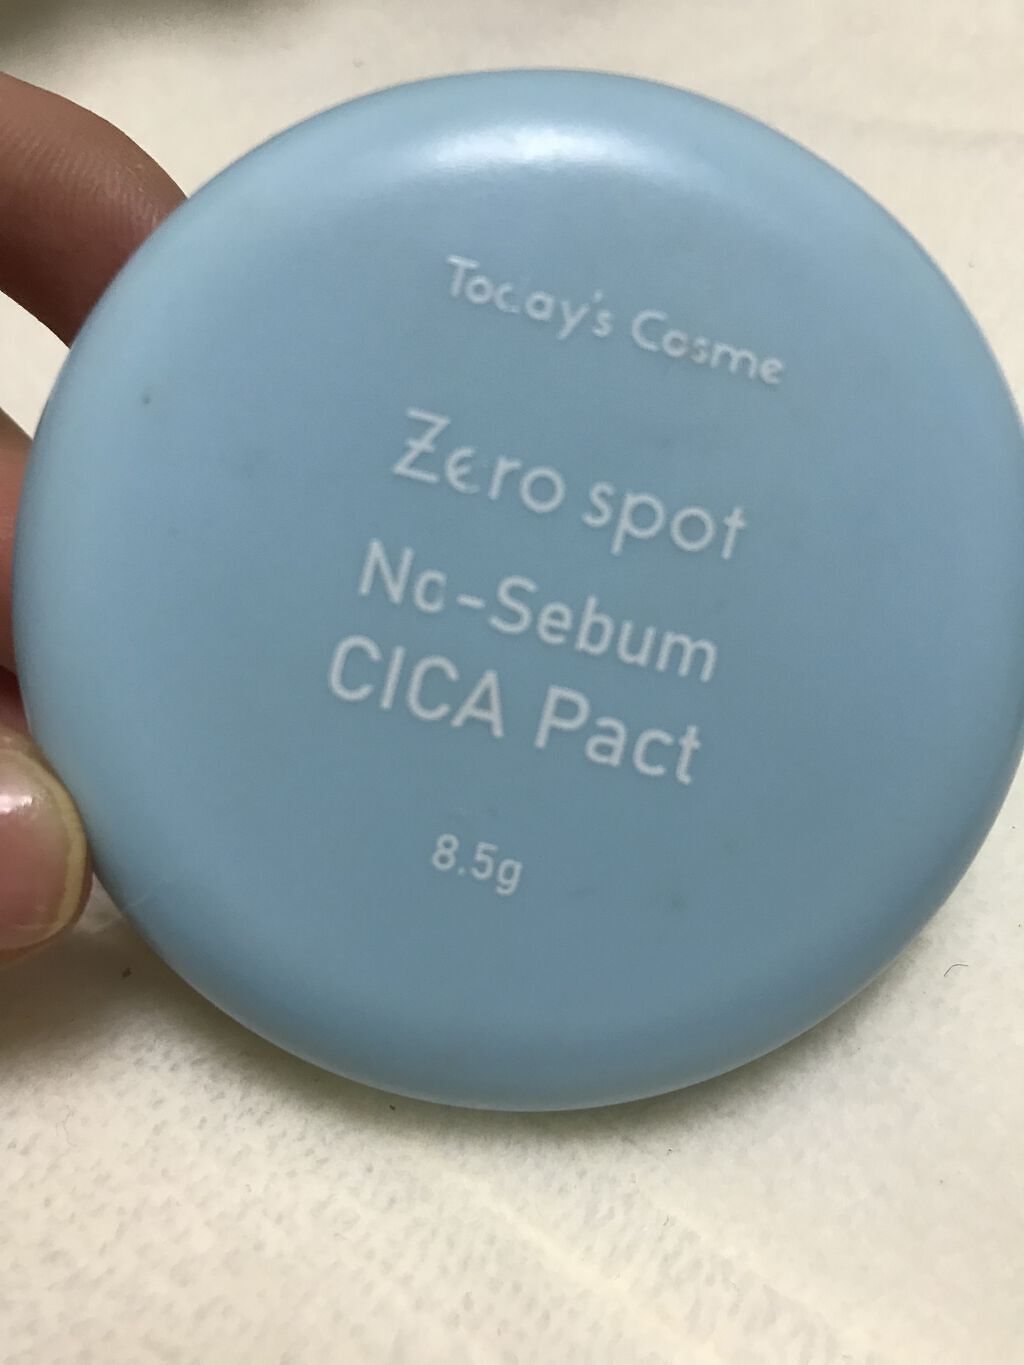 Today's Cosme
Zero spot
No-Sebum
CICA Pact
8.5g